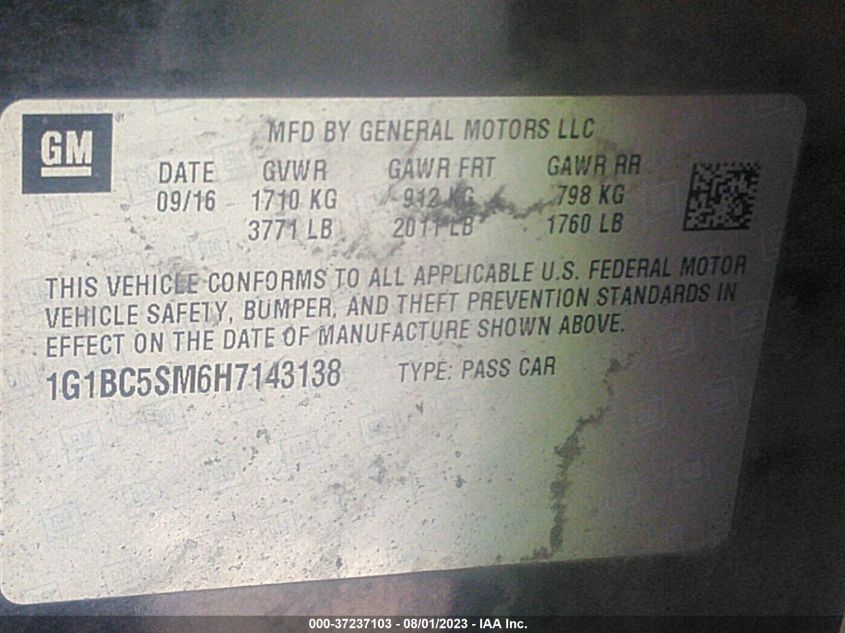 GM
MFD BY GENERAL MOTORS LLC
DATE GVWR GAWR FRT GAWR RR
09/16 1710 KG 912 KG 798 KG
3771 LB 2011 LB 1760 LB
THIS VEHICLE CONFORMS TO ALL APPLICABLE U.S. FEDERAL MOTOR
VEHICLE SAFETY, BUMPER, AND THEFT PREVENTION STANDARDS IN
EFFECT ON THE DATE OF MANUFACTURE SHOWN ABOVE.
1G1BC5SM6H7143138 TYPE: PASS CAR
000-37237103 - 08/01/2023 - IAA Inc.